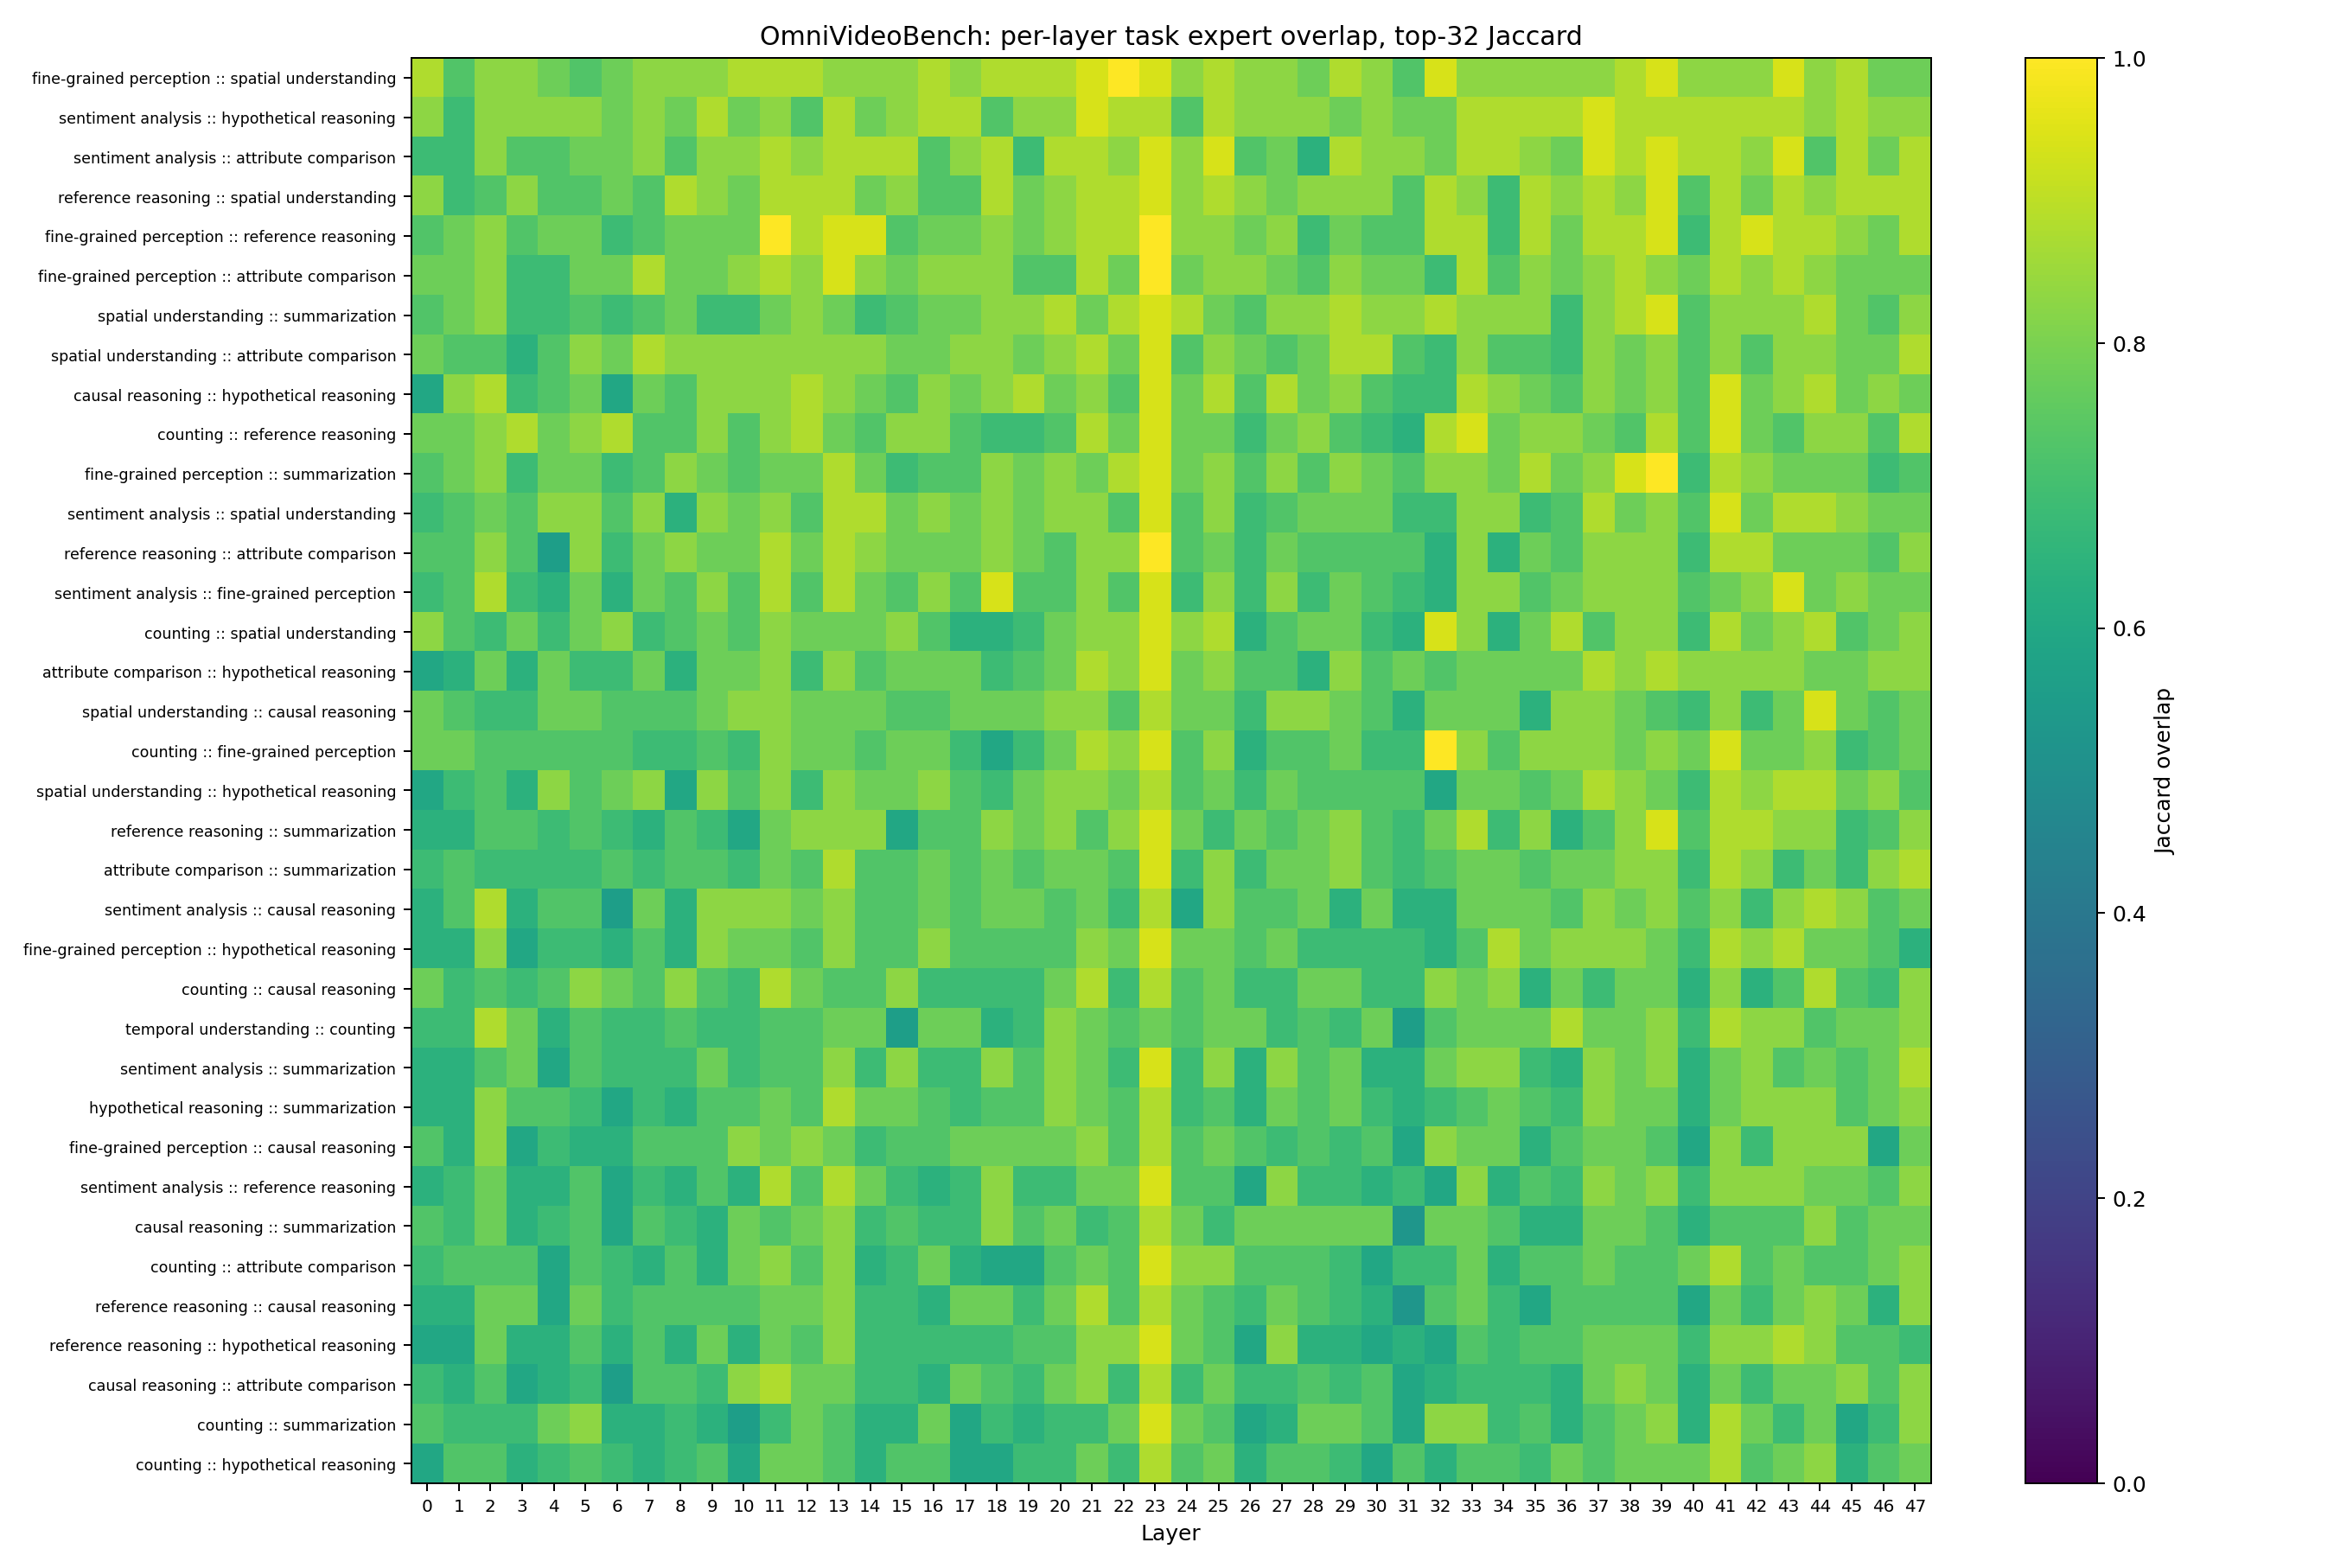 OmniVideoBench: per-layer task expert overlap, top-32 Jaccard
fine-grained perception :: spatial understanding
sentiment analysis :: hypothetical reasoning
sentiment analysis :: attribute comparison
reference reasoning :: spatial understanding
fine-grained perception :: reference reasoning
fine-grained perception :: attribute comparison
spatial understanding :: summarization
spatial understanding :: attribute comparison
causal reasoning :: hypothetical reasoning
counting :: reference reasoning
fine-grained perception :: summarization
sentiment analysis :: spatial understanding
reference reasoning :: attribute comparison
sentiment analysis :: fine-grained perception
counting :: spatial understanding
attribute comparison :: hypothetical reasoning
spatial understanding :: causal reasoning
counting :: fine-grained perception
spatial understanding :: hypothetical reasoning
reference reasoning :: summarization
attribute comparison :: summarization
sentiment analysis :: causal reasoning
fine-grained perception :: hypothetical reasoning
counting :: causal reasoning
temporal understanding :: counting
sentiment analysis :: summarization
hypothetical reasoning :: summarization
fine-grained perception :: causal reasoning
sentiment analysis :: reference reasoning
causal reasoning :: summarization
counting :: attribute comparison
reference reasoning :: causal reasoning
reference reasoning :: hypothetical reasoning
causal reasoning :: attribute comparison
counting :: summarization
counting :: hypothetical reasoning
0 1 2 3 4 5 6 7 8 9 10 11 12 13 14 15 16 17 18 19 20 21 22 23 24 25 26 27 28 29 30 31 32 33 34 35 36 37 38 39 40 41 42 43 44 45 46 47
Layer
1.0
0.8
0.6
0.4
0.2
0.0
Jaccard overlap